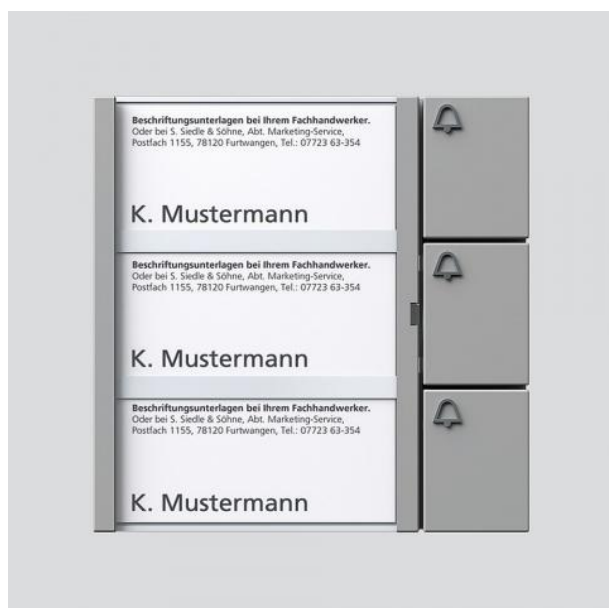 Beschriftungsunterlagen bei Ihrem Fachhandwerker.
Oder bei S. Siedle & Söhne, Abt. Marketing-Service,
Postfach 1155, 78120 Furtwangen, Tel.: 07723 63-354
K. Mustermann
Beschriftungsunterlagen bei Ihrem Fachhandwerker.
Oder bei S. Siedle & Söhne, Abt. Marketing-Service,
Postfach 1155, 78120 Furtwangen, Tel.: 07723 63-354
K. Mustermann
Beschriftungsunterlagen bei Ihrem Fachhandwerker.
Oder bei S. Siedle & Söhne, Abt. Marketing-Service,
Postfach 1155, 78120 Furtwangen, Tel.: 07723 63-354
K. Mustermann